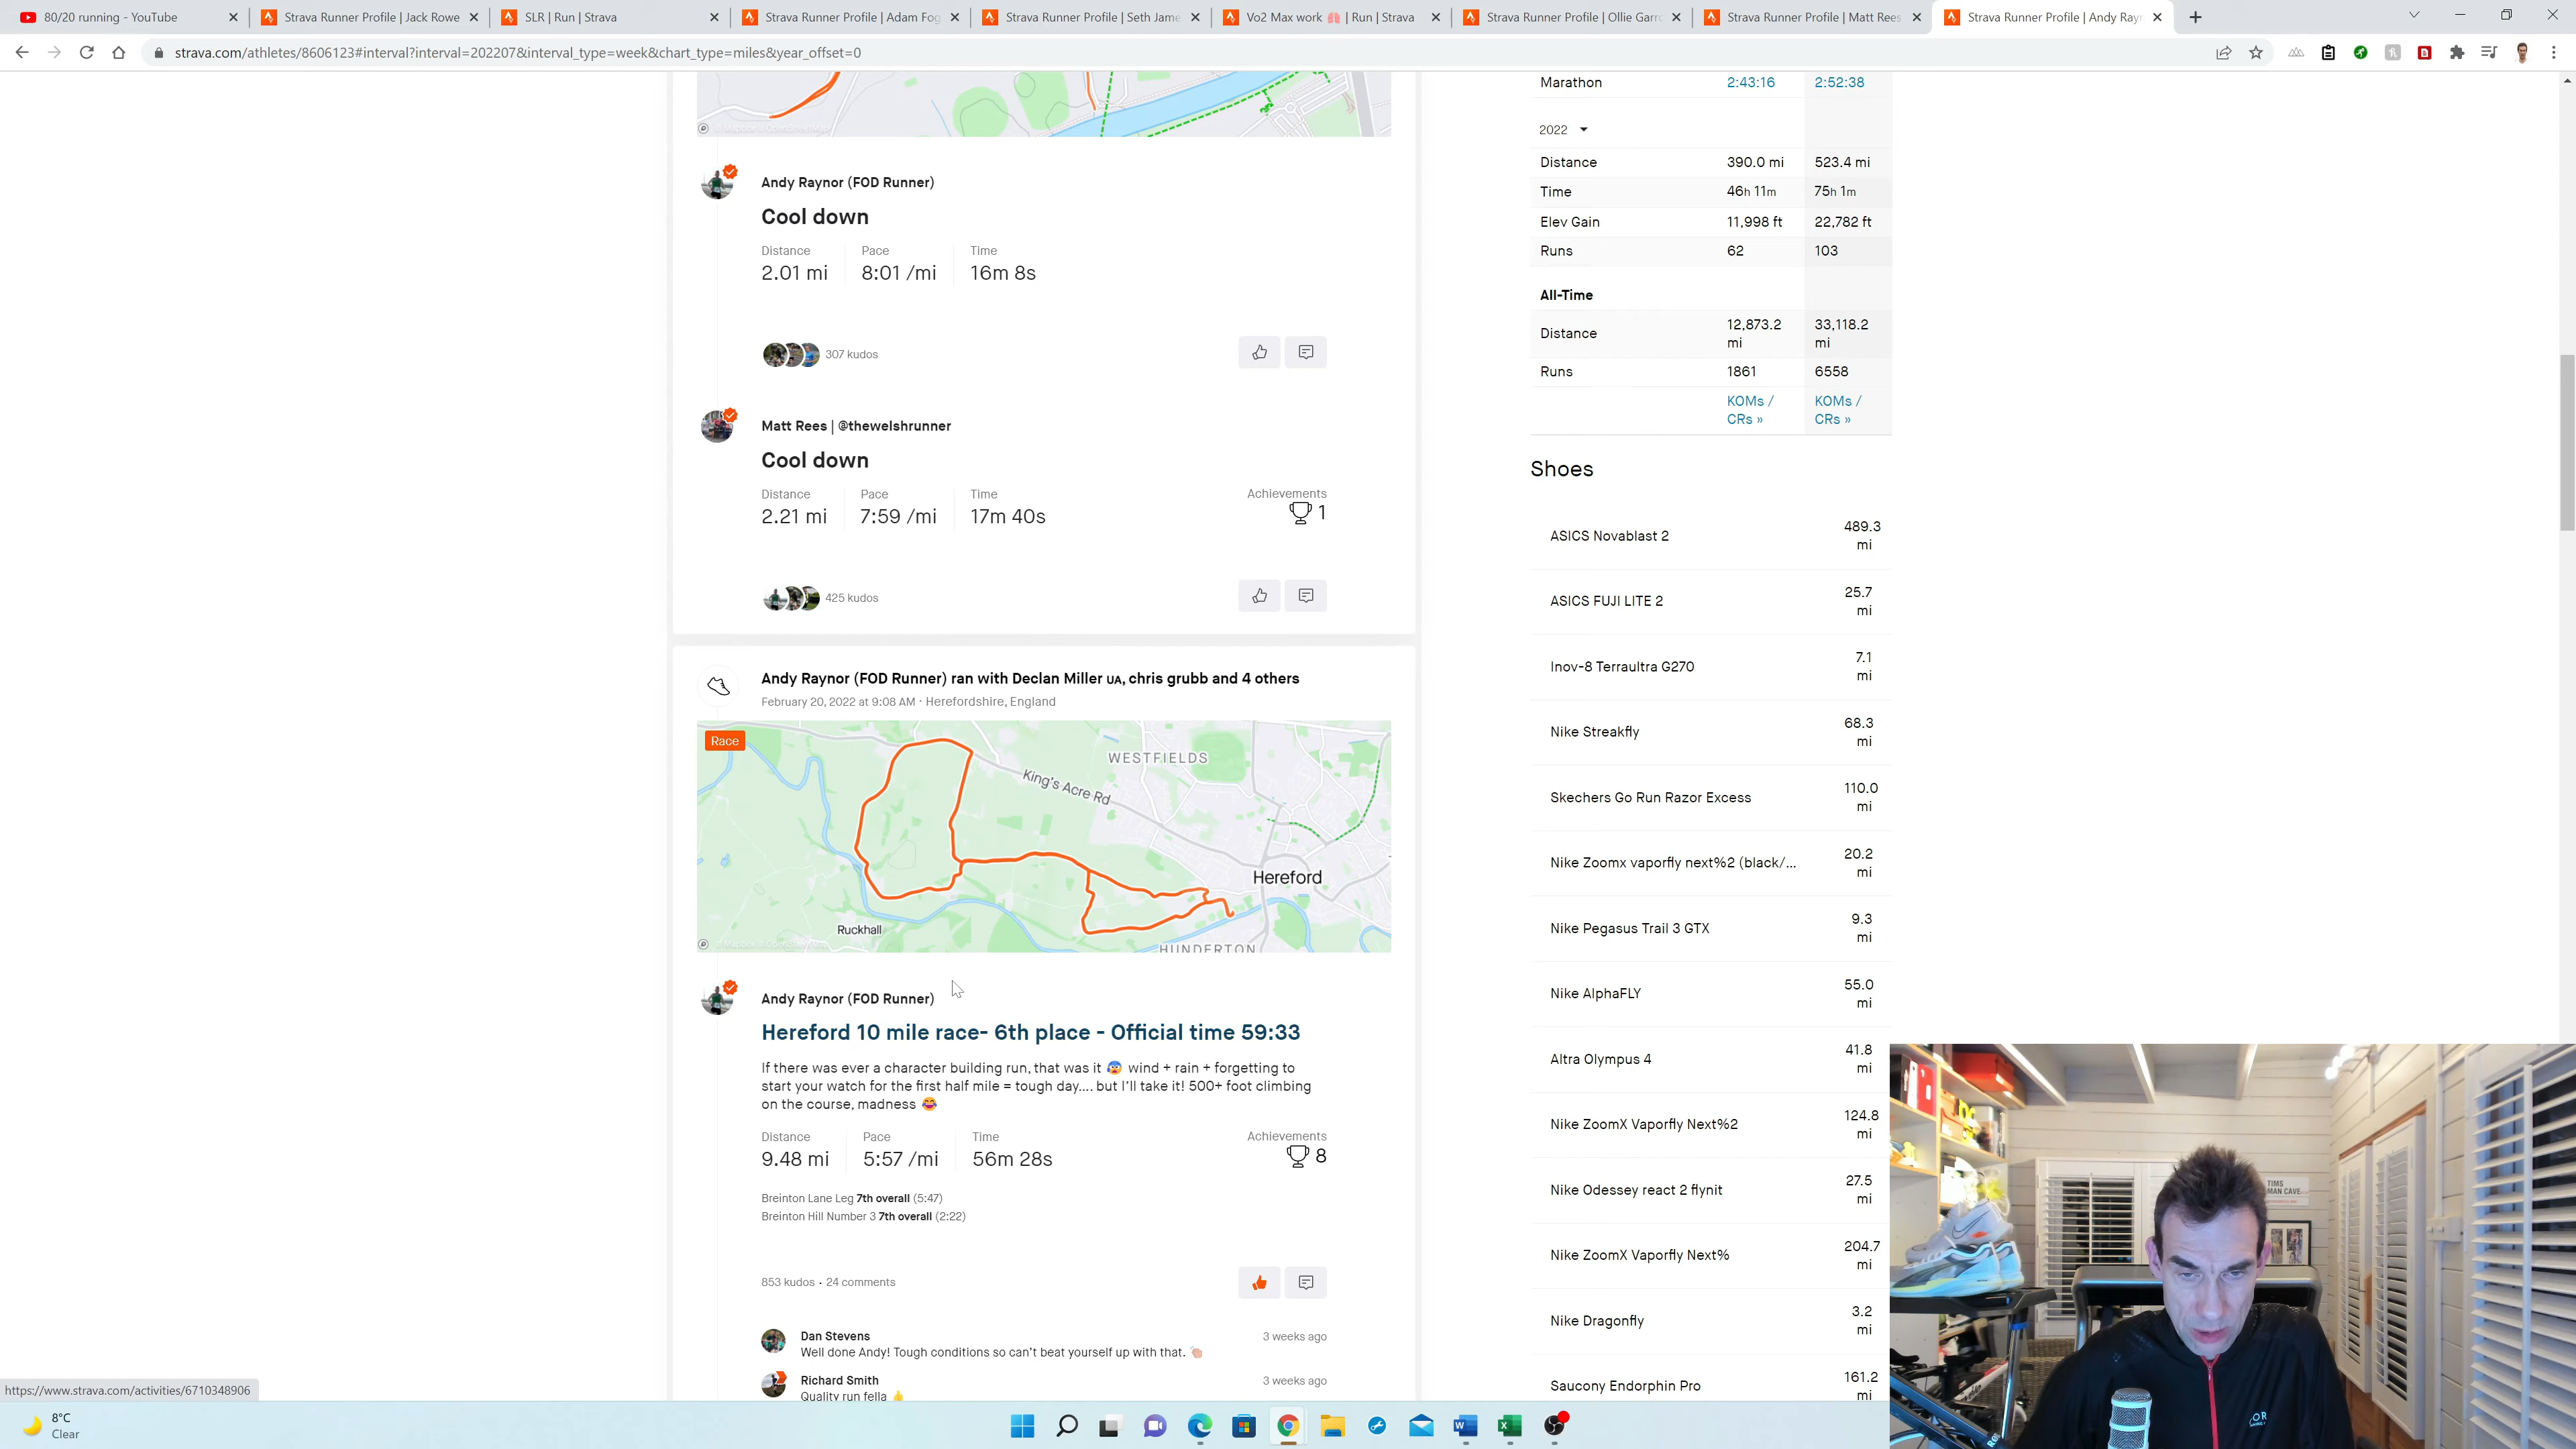 80/20 running - YouTube
Strava Runner Profile | Jack Rowe
SLR | Run | Strava
Strava Runner Profile | Adam Fog
Strava Runner Profile | Seth Jame
Vo2 Max work 🫁 | Run | Strava
Strava Runner Profile | Ollie Garr
Strava Runner Profile | Matt Rees
Strava Runner Profile | Andy Ray
strava.com/athletes/8606123#interval?interval=202207&interval_type=week&chart_type=miles&year_offset=0
Andy Raynor (FOD Runner)
Cool down
Distance Pace Time
2.01 mi 8:01 /mi 16m 8s
307 kudos
Matt Rees | @thewelshrunner
Cool down
Distance Pace Time Achievements
2.21 mi 7:59 /mi 17m 40s 1
425 kudos
Andy Raynor (FOD Runner) ran with Declan Miller UA, chris grubb and 4 others
February 20, 2022 at 9:08 AM · Herefordshire, England
Race
WESTFIELDS
King's Acre Rd
Hereford
Ruckhall
HUNDERTON
Andy Raynor (FOD Runner)
Hereford 10 mile race- 6th place - Official time 59:33
If there was ever a character building run, that was it 😰 wind + rain + forgetting to
start your watch for the first half mile = tough day.... but I'll take it! 500+ foot climbing
on the course, madness 😂
Distance Pace Time Achievements
9.48 mi 5:57 /mi 56m 28s 8
Breinton Lane Leg 7th overall (5:47)
Breinton Hill Number 3 7th overall (2:22)
853 kudos · 24 comments
Dan Stevens 3 weeks ago
Well done Andy! Tough conditions so can't beat yourself up with that. 👏🏼
Richard Smith 3 weeks ago
Quality run fella 👍
Marathon 2:43:16 2:52:38
2022
Distance 390.0 mi 523.4 mi
Time 46h 11m 75h 1m
Elev Gain 11,998 ft 22,782 ft
Runs 62 103
All-Time
Distance 12,873.2 mi 33,118.2 mi
Runs 1861 6558
KOMs / CRs » KOMs / CRs »
Shoes
ASICS Novablast 2 489.3 mi
ASICS FUJI LITE 2 25.7 mi
Inov-8 Terraultra G270 7.1 mi
Nike Streakfly 68.3 mi
Skechers Go Run Razor Excess 110.0 mi
Nike Zoomx vaporfly next%2 (black/... 20.2 mi
Nike Pegasus Trail 3 GTX 9.3 mi
Nike AlphaFLY 55.0 mi
Altra Olympus 4 41.8 mi
Nike ZoomX Vaporfly Next%2 124.8 mi
Nike Odessey react 2 flynit 27.5 mi
Nike ZoomX Vaporfly Next% 204.7 mi
Nike Dragonfly 3.2 mi
Saucony Endorphin Pro 161.2 mi
TIMS
MAN CAVE
https://www.strava.com/activities/6710348906
8°C
Clear